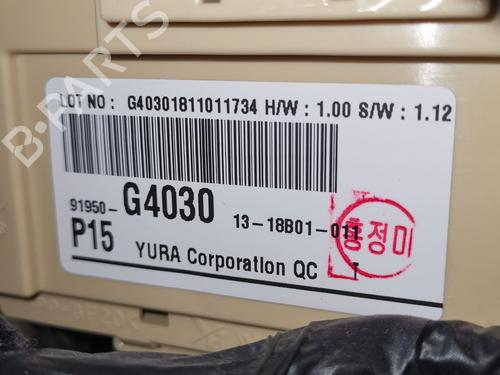 LOT NO : G40301811011734 H/W : 1.00 S/W : 1.12
91950-G4030 13-18B01-011
P15 YURA Corporation QC
홍정미
B-PARTS